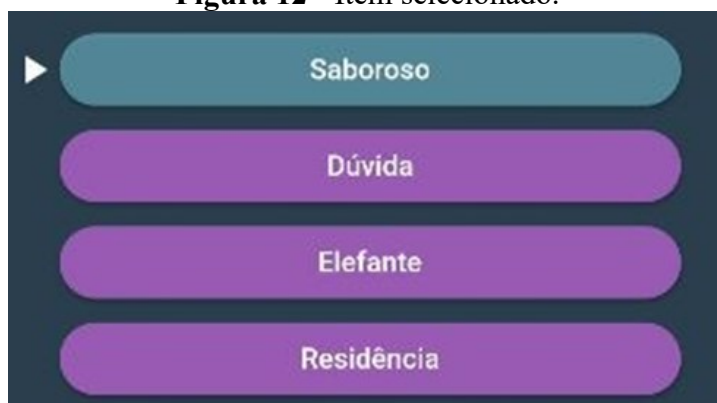 Figura 12 - Item selecionado.
Saboroso
Dúvida
Elefante
Residência